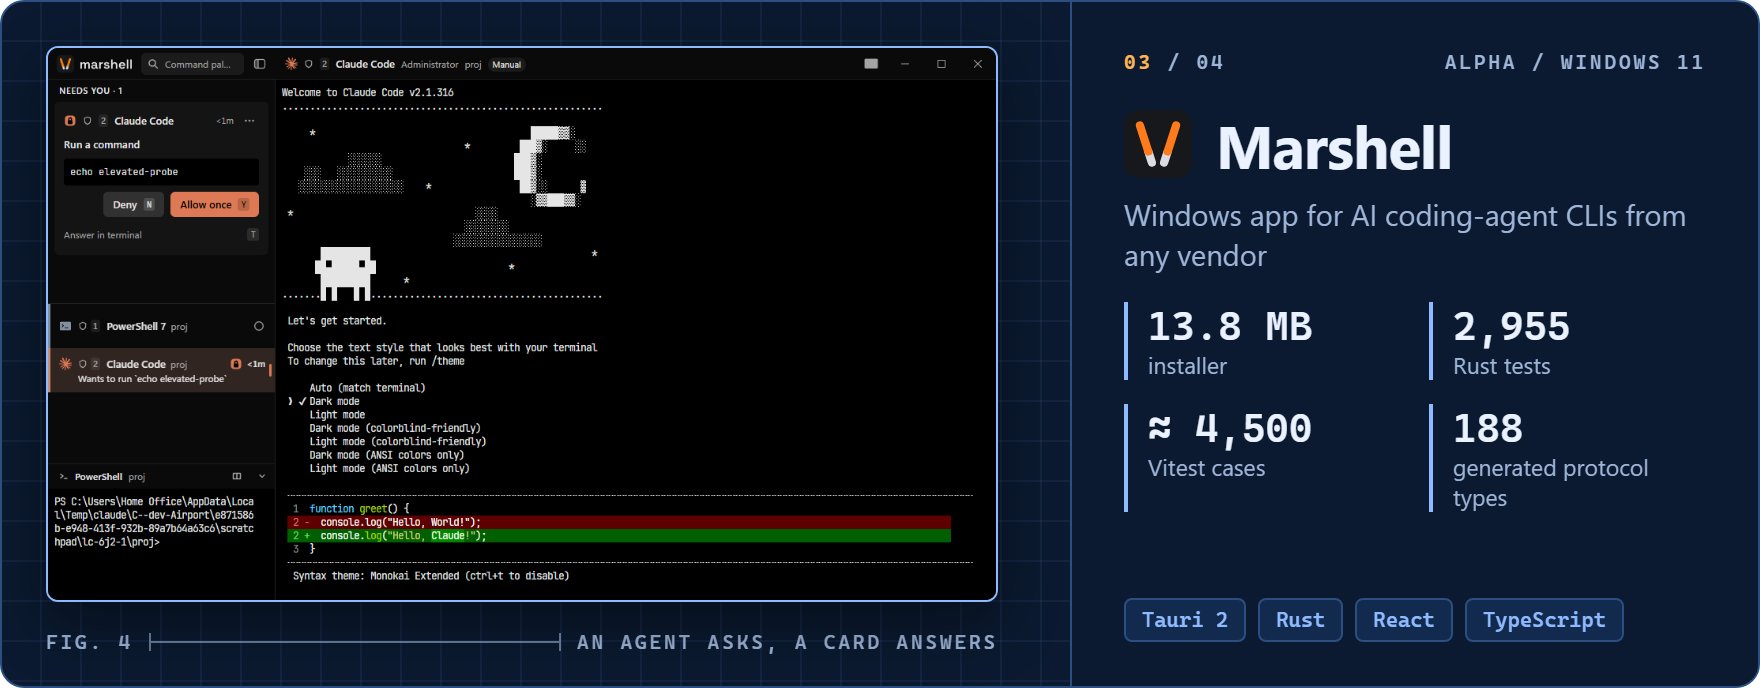 marshell
Command pal...
2 Claude Code Administrator proj Manual
NEEDS YOU · 1
2 Claude Code <1m ···
Run a command
echo elevated-probe
Deny N
Allow once Y
Answer in terminal T
1 PowerShell 7 proj
2 Claude Code proj <1m
Wants to run `echo elevated-probe`
>_ PowerShell proj
PS C:\Users\Home Office\AppData\Loca
l\Temp\claude\C--dev-Airport\e871586
b-e948-413f-932b-89a7b64a63c6\scratc
hpad\lc-6j2-1\proj>
Welcome to Claude Code v2.1.316
Let's get started.
Choose the text style that looks best with your terminal
To change this later, run /theme
Auto (match terminal)
❯ ✓ Dark mode
Light mode
Dark mode (colorblind-friendly)
Light mode (colorblind-friendly)
Dark mode (ANSI colors only)
Light mode (ANSI colors only)
1 function greet() {
2 - console.log("Hello, World!");
2 + console.log("Hello, Claude!");
3 }
Syntax theme: Monokai Extended (ctrl+t to disable)
FIG. 4
AN AGENT ASKS, A CARD ANSWERS
03 / 04
ALPHA / WINDOWS 11
Marshell
Windows app for AI coding-agent CLIs from
any vendor
13.8 MB
installer
2,955
Rust tests
≈ 4,500
Vitest cases
188
generated protocol
types
Tauri 2
Rust
React
TypeScript